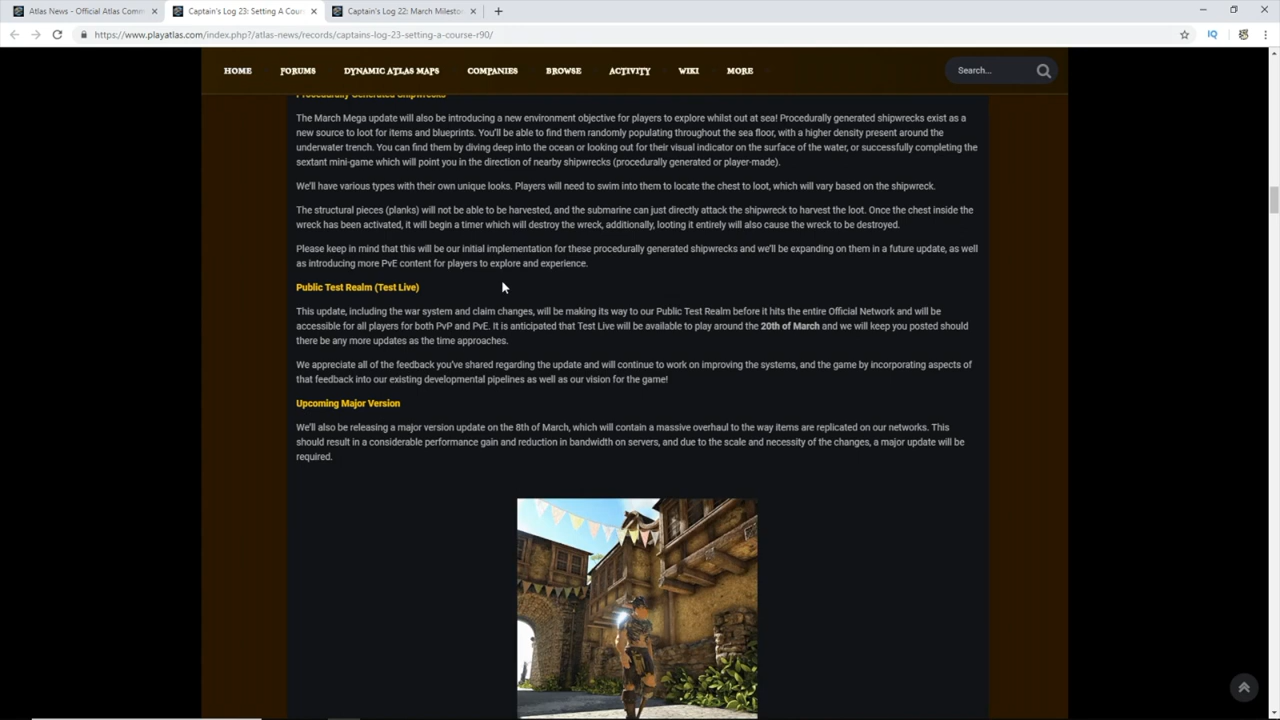 Atlas News - Official Atlas Comm
Captain's Log 23: Setting A Cour
Captain's Log 22: March Milesto
https://www.playatlas.com/index.php?/atlas-news/records/captains-log-23-setting-a-course-r90/
HOME FORUMS DYNAMIC ATLAS MAPS COMPANIES BROWSE ACTIVITY WIKI MORE Search...
Procedurally Generated Shipwrecks
The March Mega update will also be introducing a new environment objective for players to explore whilst out at sea! Procedurally generated shipwrecks exist as a
new source to loot for items and blueprints. You'll be able to find them randomly populating throughout the sea floor, with a higher density present around the
underwater trench. You can find them by diving deep into the ocean or looking out for their visual indicator on the surface of the water, or successfully completing the
sextant mini-game which will point you in the direction of nearby shipwrecks (procedurally generated or player-made).
We'll have various types with their own unique looks. Players will need to swim into them to locate the chest to loot, which will vary based on the shipwreck.
The structural pieces (planks) will not be able to be harvested, and the submarine can just directly attack the shipwreck to harvest the loot. Once the chest inside the
wreck has been activated, it will begin a timer which will destroy the wreck, additionally, looting it entirely will also cause the wreck to be destroyed.
Please keep in mind that this will be our initial implementation for these procedurally generated shipwrecks and we'll be expanding on them in a future update, as well
as introducing more PvE content for players to explore and experience.
Public Test Realm (Test Live)
This update, including the war system and claim changes, will be making its way to our Public Test Realm before it hits the entire Official Network and will be
accessible for all players for both PvP and PvE. It is anticipated that Test Live will be available to play around the 20th of March and we will keep you posted should
there be any more updates as the time approaches.
We appreciate all of the feedback you've shared regarding the update and will continue to work on improving the systems, and the game by incorporating aspects of
that feedback into our existing developmental pipelines as well as our vision for the game!
Upcoming Major Version
We'll also be releasing a major version update on the 8th of March, which will contain a massive overhaul to the way items are replicated on our networks. This
should result in a considerable performance gain and reduction in bandwidth on servers, and due to the scale and necessity of the changes, a major update will be
required.